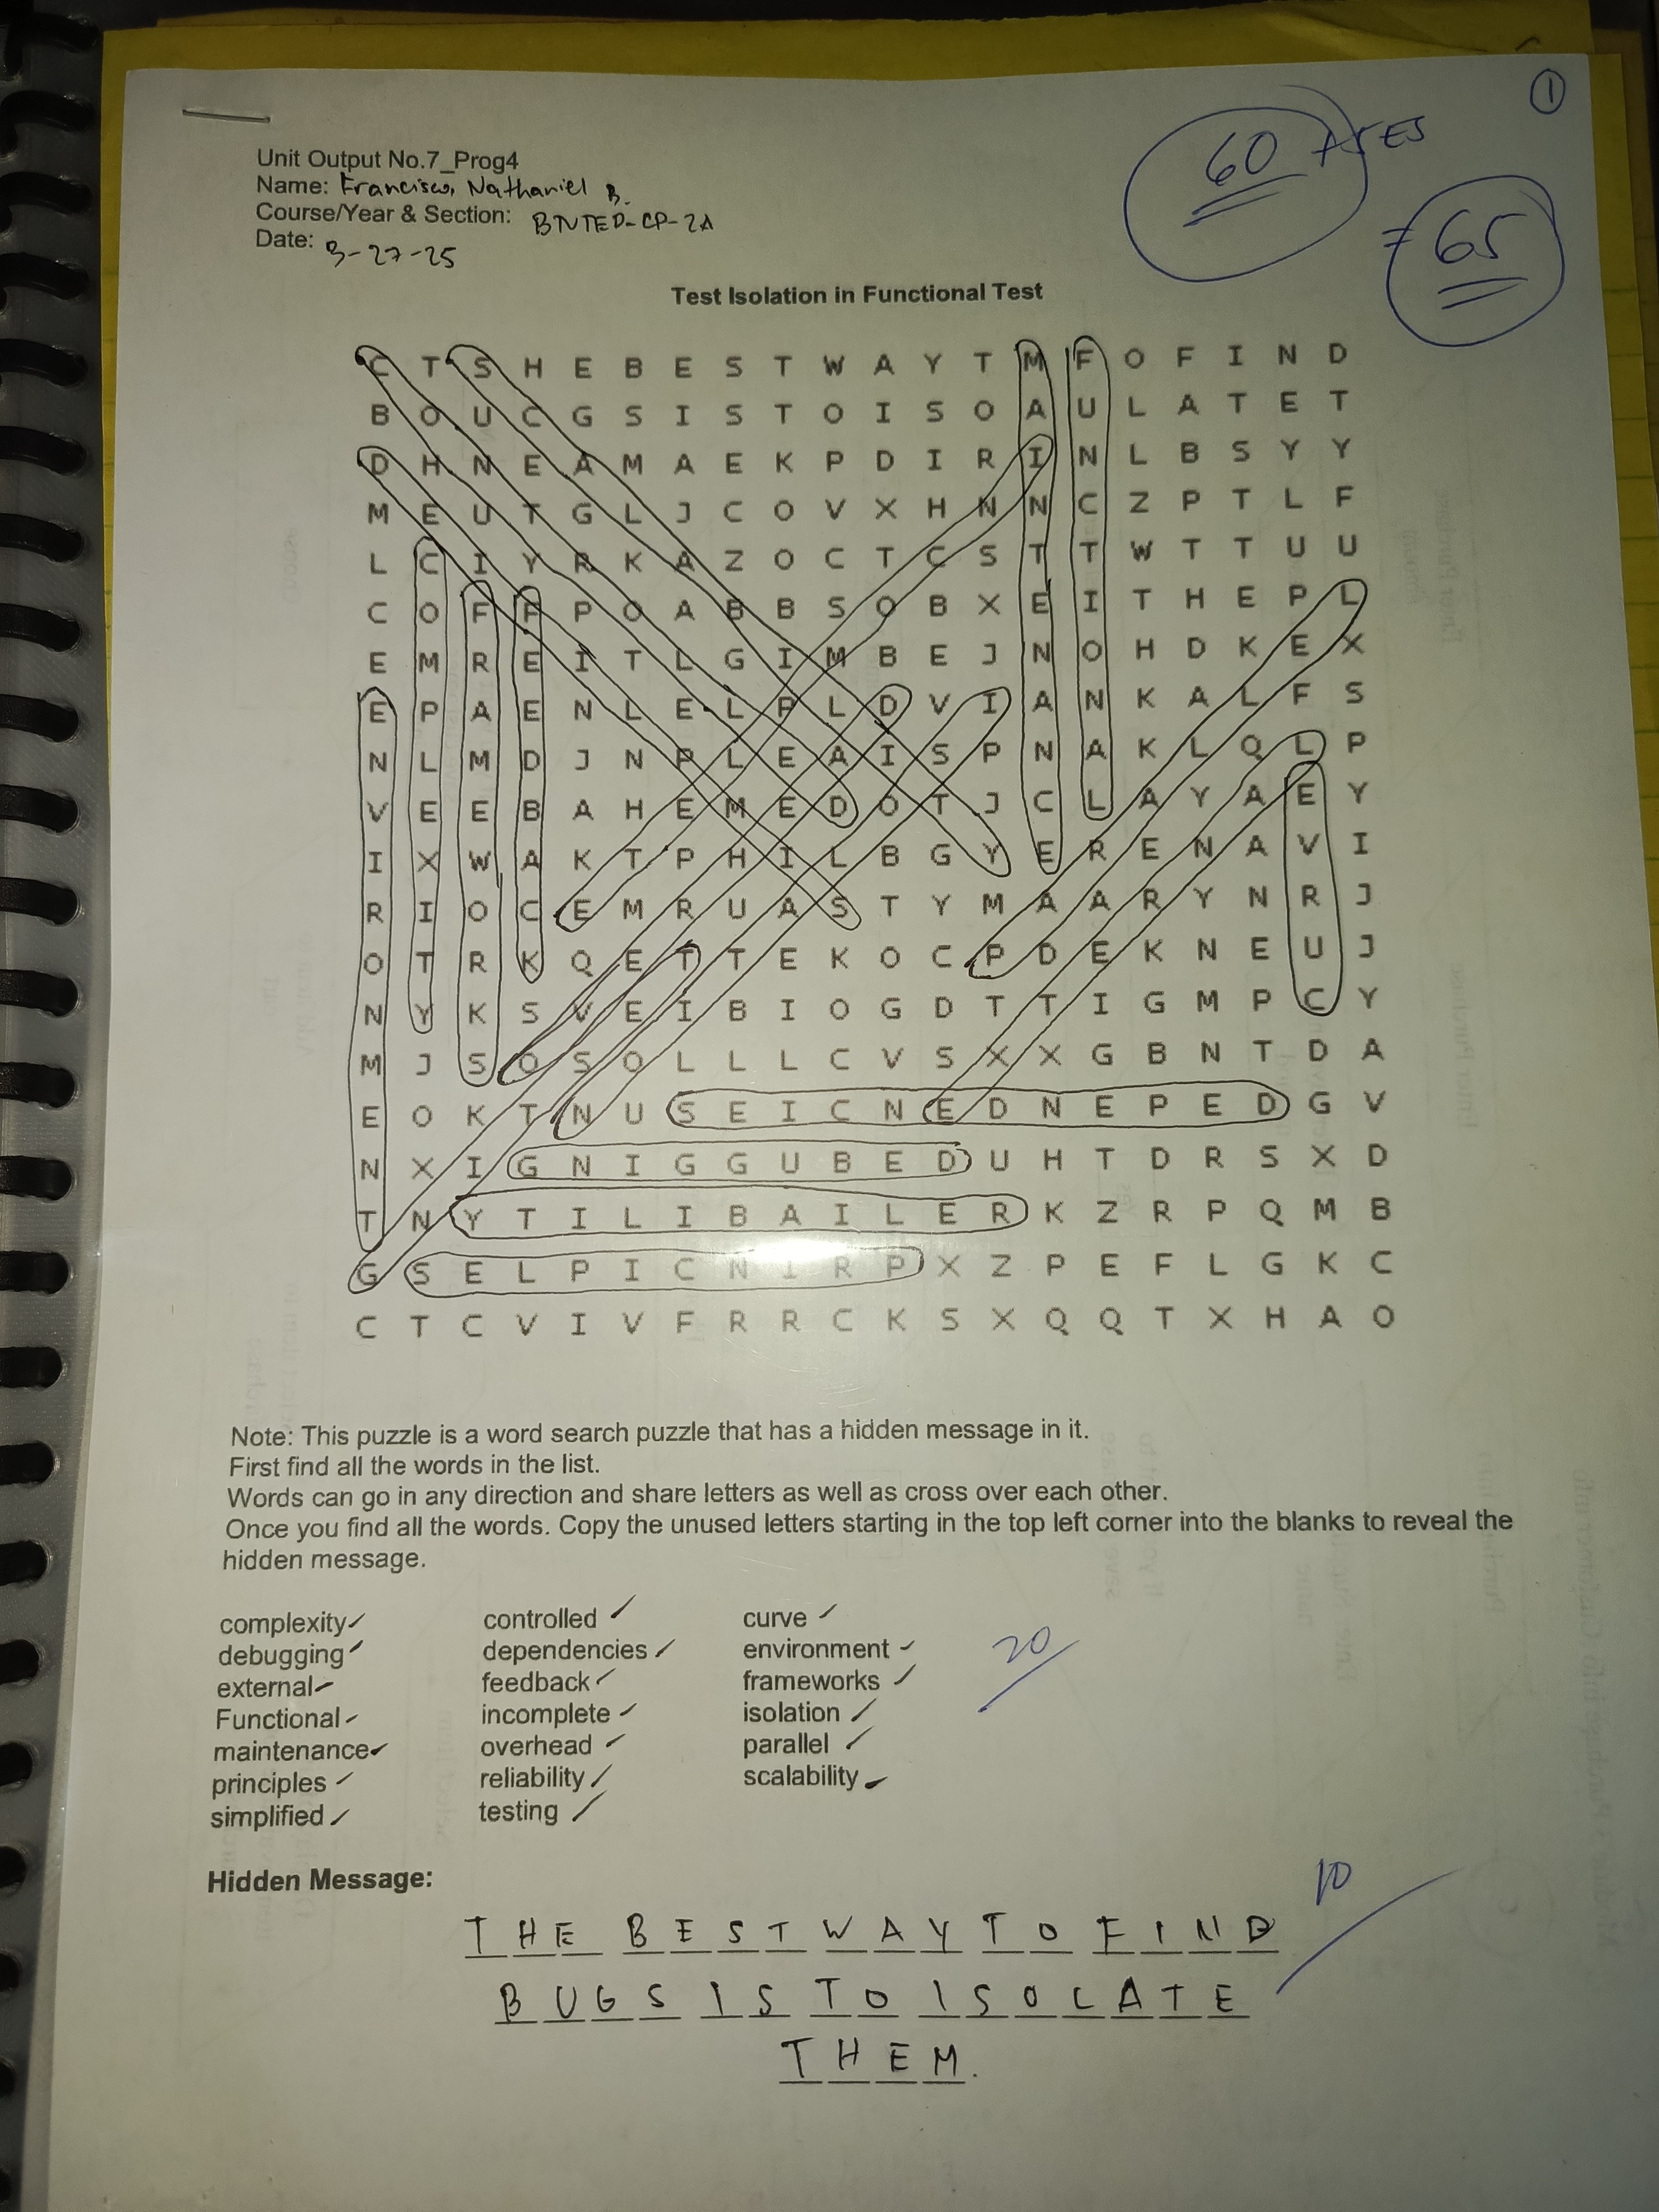 ①
60 + 5 ES
= 65
Unit Output No.7_Prog4
Name: Francisco, Nathaniel B.
Course/Year & Section: BTVTED-CP-2A
Date: 3-27-25
Test Isolation in Functional Test
C T S H E B E S T W A Y T M F O F I N D
B O U C G S I S T O I S O A U L A T E T
D H N E A M A E K P D I R I N L B S Y Y
M E U T G L J C O V X H N N C Z P T L F
L C I Y R K A Z O C T C S T T W T T U U
C O F F P O A B B S O B X E I T H E P L
E M R E I T L G I M B E J N O H D K E X
E P A E N L E L P L D V I A N K A L F S
N L M D J N P L E A I S P N A K L Q L P
V E E B A H E M E D O T J C L A Y A E Y
I X W A K T P H I L B G Y E R E N A V I
R I O C E M R U A S T Y M A A R Y N R J
O T R K Q E T T E K O C P D E K N E U J
N Y K S V E I B I O G D T T I G M P C Y
M J S O S O L L L C V S X X G B N T D A
E O K T N U S E I C N E D N E P E D G V
N X I G N I G G U B E D U H T D R S X D
T N Y T I L I B A I L E R K Z R P Q M B
G S E L P I C N I R P X Z P E F L G K C
C T C V I V F R R C K S X Q Q T X H A O
Note: This puzzle is a word search puzzle that has a hidden message in it.
First find all the words in the list.
Words can go in any direction and share letters as well as cross over each other.
Once you find all the words. Copy the unused letters starting in the top left corner into the blanks to reveal the
hidden message.
complexity controlled curve
debugging dependencies environment
external feedback frameworks
Functional incomplete isolation
maintenance overhead parallel
principles reliability scalability
simplified testing
20
Hidden Message:
10
THE BEST WAY TO FIND
BUGS IS TO ISOLATE
THEM.